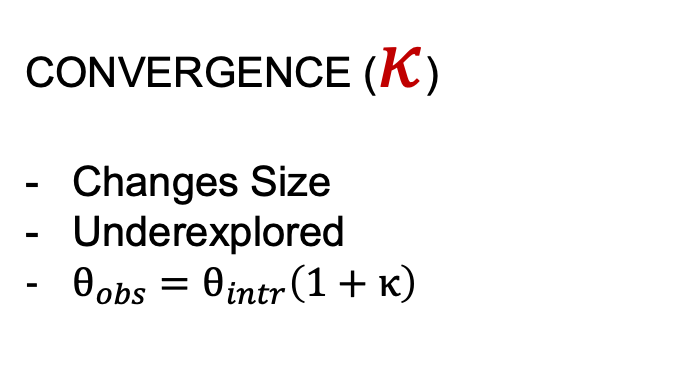 CONVERGENCE (κ)
- Changes Size
- Underexplored
- θ_obs = θ_intr(1 + κ)